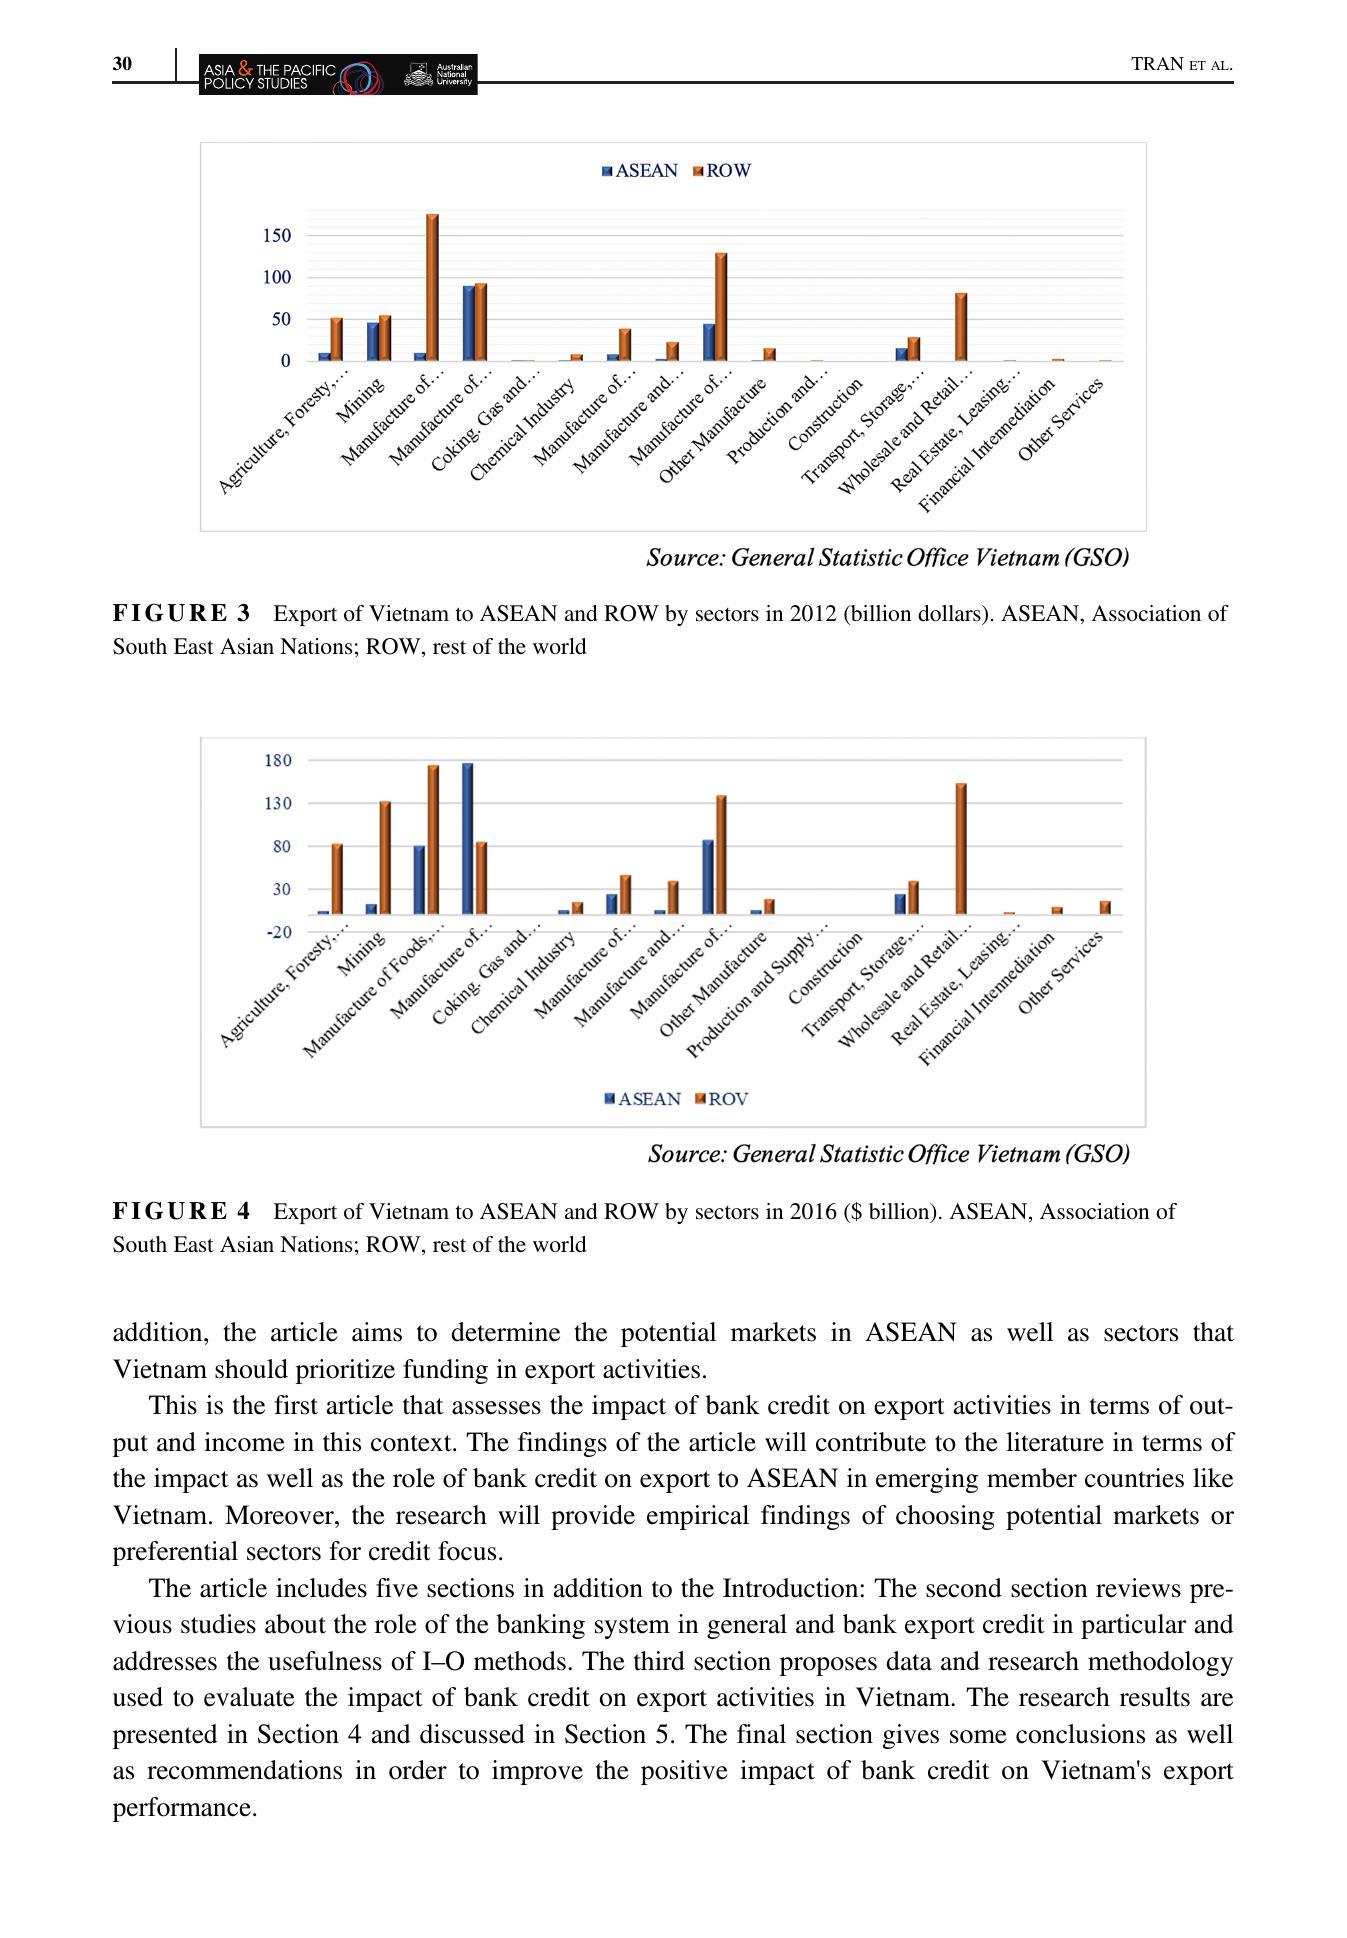 30
ASIA & THE PACIFIC
POLICY STUDIES
Australian
National
University
TRAN ET AL.
ASEAN ROW
150
100
50
0
Agriculture, Foresty,…
Mining
Manufacture of…
Manufacture of…
Coking. Gas and…
Chemical Industry
Manufacture of…
Manufacture and…
Manufacture of…
Other Manufacture
Production and…
Construction
Transport, Storage,…
Wholesale and Retail…
Real Estate, Leasing…
Financial Intennediation
Other Services
Source: General Statistic Office Vietnam (GSO)
FIGURE 3 Export of Vietnam to ASEAN and ROW by sectors in 2012 (billion dollars). ASEAN, Association of
South East Asian Nations; ROW, rest of the world
180
130
80
30
-20
Agriculture, Foresty,…
Mining
Manufacture of Foods,…
Manufacture of…
Coking. Gas and…
Chemical Industry
Manufacture of…
Manufacture and…
Manufacture of…
Other Manufacture
Production and Supply…
Construction
Transport, Storage,…
Wholesale and Retail…
Real Estate, Leasing…
Financial Intennediation
Other Services
ASEAN ROV
Source: General Statistic Office Vietnam (GSO)
FIGURE 4 Export of Vietnam to ASEAN and ROW by sectors in 2016 ($ billion). ASEAN, Association of
South East Asian Nations; ROW, rest of the world
addition, the article aims to determine the potential markets in ASEAN as well as sectors that
Vietnam should prioritize funding in export activities.
This is the first article that assesses the impact of bank credit on export activities in terms of out-
put and income in this context. The findings of the article will contribute to the literature in terms of
the impact as well as the role of bank credit on export to ASEAN in emerging member countries like
Vietnam. Moreover, the research will provide empirical findings of choosing potential markets or
preferential sectors for credit focus.
The article includes five sections in addition to the Introduction: The second section reviews pre-
vious studies about the role of the banking system in general and bank export credit in particular and
addresses the usefulness of I–O methods. The third section proposes data and research methodology
used to evaluate the impact of bank credit on export activities in Vietnam. The research results are
presented in Section 4 and discussed in Section 5. The final section gives some conclusions as well
as recommendations in order to improve the positive impact of bank credit on Vietnam's export
performance.